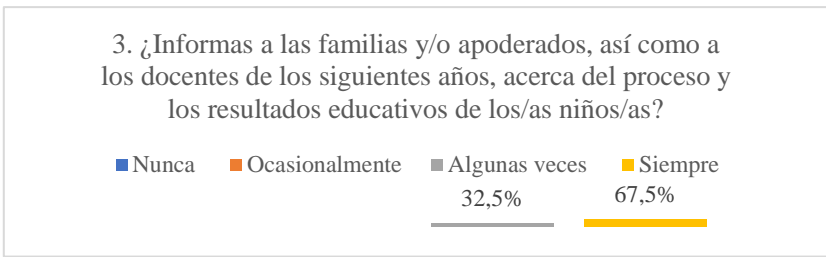 3. ¿Informas a las familias y/o apoderados, así como a
los docentes de los siguientes años, acerca del proceso y
los resultados educativos de los/as niños/as?
Nunca Ocasionalmente Algunas veces Siempre
32,5% 67,5%